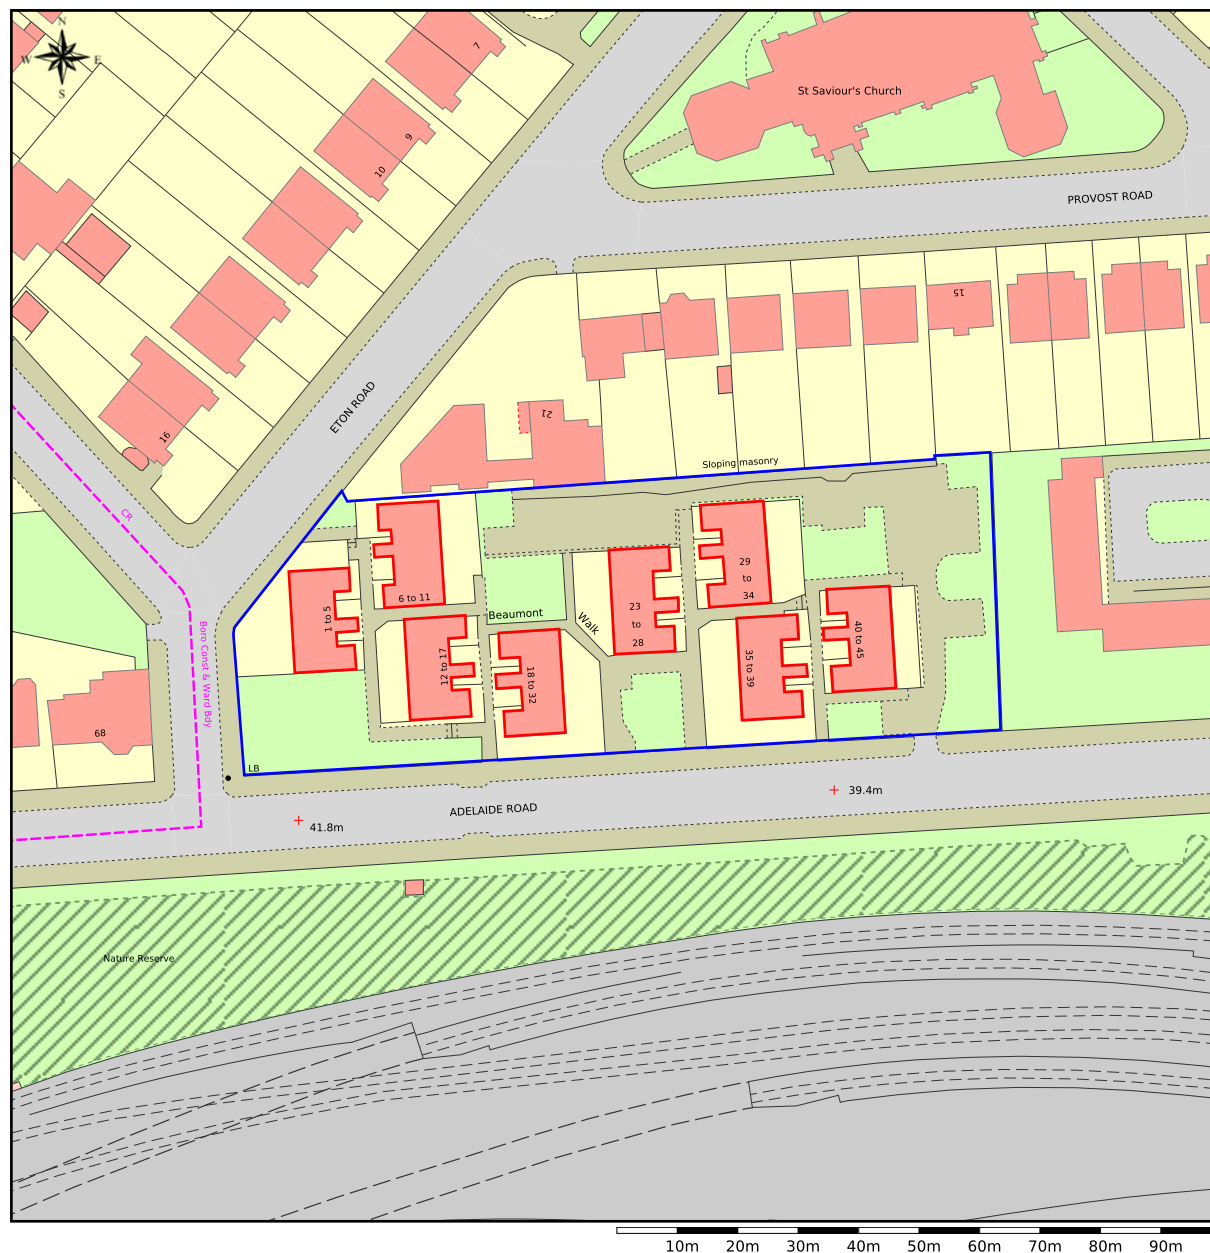 N
W E
S
7
9
10
16
St Saviour's Church
PROVOST ROAD
15
ETON ROAD
21
Sloping masonry
CR
Boro Const & Ward Bdy
1 to 5
6 to 11
12 to 17
18 to 32
Beaumont
Walk
23
to
28
29
to
34
35 to 39
40 to 45
68
LB
ADELAIDE ROAD
41.8m
39.4m
Nature Reserve
10m 20m 30m 40m 50m 60m 70m 80m 90m